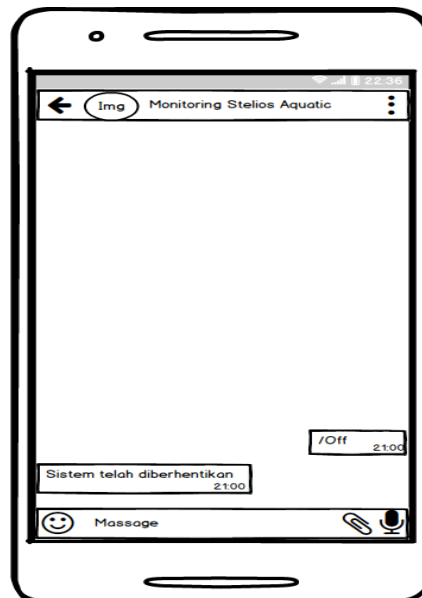 22:36
Img Monitoring Stelios Aquatic
/Off
21:00
Sistem telah diberhentikan
21:00
Massage